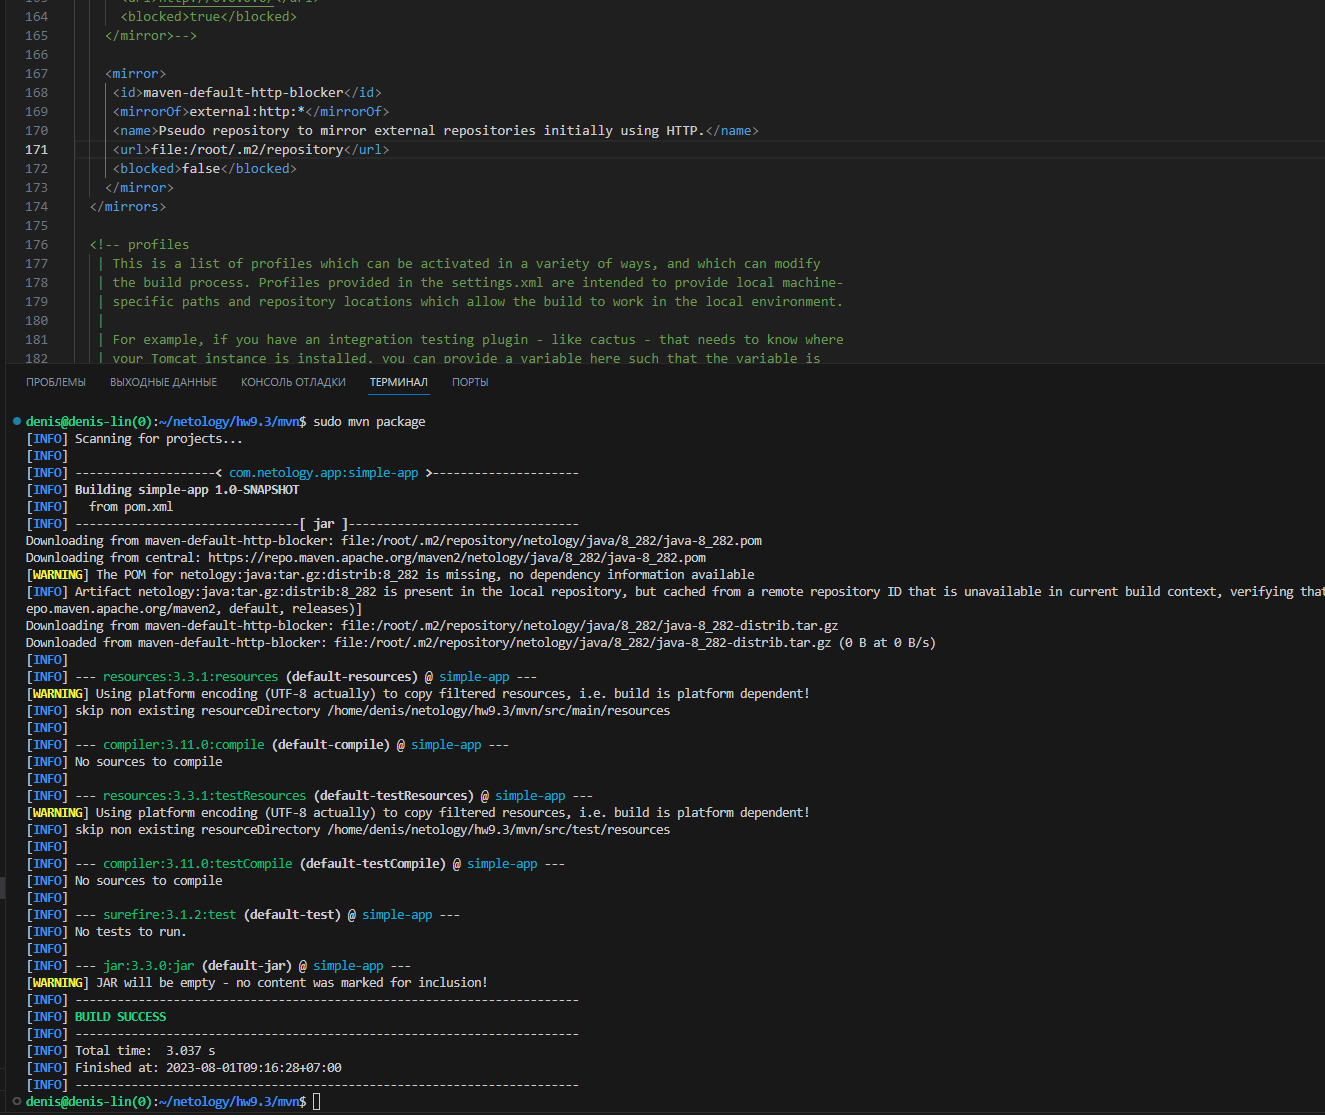 164 <blocked>true</blocked>
165 </mirror>-->
166
167 <mirror>
168 <id>maven-default-http-blocker</id>
169 <mirrorOf>external:http:*</mirrorOf>
170 <name>Pseudo repository to mirror external repositories initially using HTTP.</name>
171 <url>file:/root/.m2/repository</url>
172 <blocked>false</blocked>
173 </mirror>
174 </mirrors>
175
176 <!-- profiles
177 | This is a list of profiles which can be activated in a variety of ways, and which can modify
178 | the build process. Profiles provided in the settings.xml are intended to provide local machine-
179 | specific paths and repository locations which allow the build to work in the local environment.
180 |
181 | For example, if you have an integration testing plugin - like cactus - that needs to know where
182 | your Tomcat instance is installed, you can provide a variable here such that the variable is
ПРОБЛЕМЫ ВЫХОДНЫЕ ДАННЫЕ КОНСОЛЬ ОТЛАДКИ ТЕРМИНАЛ ПОРТЫ
denis@denis-lin(0):~/netology/hw9.3/mvn$ sudo mvn package
[INFO] Scanning for projects...
[INFO]
[INFO] --------------------< com.netology.app:simple-app >---------------------
[INFO] Building simple-app 1.0-SNAPSHOT
[INFO]   from pom.xml
[INFO] --------------------------------[ jar ]---------------------------------
Downloading from maven-default-http-blocker: file:/root/.m2/repository/netology/java/8_282/java-8_282.pom
Downloading from central: https://repo.maven.apache.org/maven2/netology/java/8_282/java-8_282.pom
[WARNING] The POM for netology:java:tar.gz:distrib:8_282 is missing, no dependency information available
[INFO] Artifact netology:java:tar.gz:distrib:8_282 is present in the local repository, but cached from a remote repository ID that is unavailable in current build context, verifying that
epo.maven.apache.org/maven2, default, releases)]
Downloading from maven-default-http-blocker: file:/root/.m2/repository/netology/java/8_282/java-8_282-distrib.tar.gz
Downloaded from maven-default-http-blocker: file:/root/.m2/repository/netology/java/8_282/java-8_282-distrib.tar.gz (0 B at 0 B/s)
[INFO]
[INFO] --- resources:3.3.1:resources (default-resources) @ simple-app ---
[WARNING] Using platform encoding (UTF-8 actually) to copy filtered resources, i.e. build is platform dependent!
[INFO] skip non existing resourceDirectory /home/denis/netology/hw9.3/mvn/src/main/resources
[INFO]
[INFO] --- compiler:3.11.0:compile (default-compile) @ simple-app ---
[INFO] No sources to compile
[INFO]
[INFO] --- resources:3.3.1:testResources (default-testResources) @ simple-app ---
[WARNING] Using platform encoding (UTF-8 actually) to copy filtered resources, i.e. build is platform dependent!
[INFO] skip non existing resourceDirectory /home/denis/netology/hw9.3/mvn/src/test/resources
[INFO]
[INFO] --- compiler:3.11.0:testCompile (default-testCompile) @ simple-app ---
[INFO] No sources to compile
[INFO]
[INFO] --- surefire:3.1.2:test (default-test) @ simple-app ---
[INFO] No tests to run.
[INFO]
[INFO] --- jar:3.3.0:jar (default-jar) @ simple-app ---
[WARNING] JAR will be empty - no content was marked for inclusion!
[INFO] ------------------------------------------------------------------------
[INFO] BUILD SUCCESS
[INFO] ------------------------------------------------------------------------
[INFO] Total time:  3.037 s
[INFO] Finished at: 2023-08-01T09:16:28+07:00
[INFO] ------------------------------------------------------------------------
denis@denis-lin(0):~/netology/hw9.3/mvn$